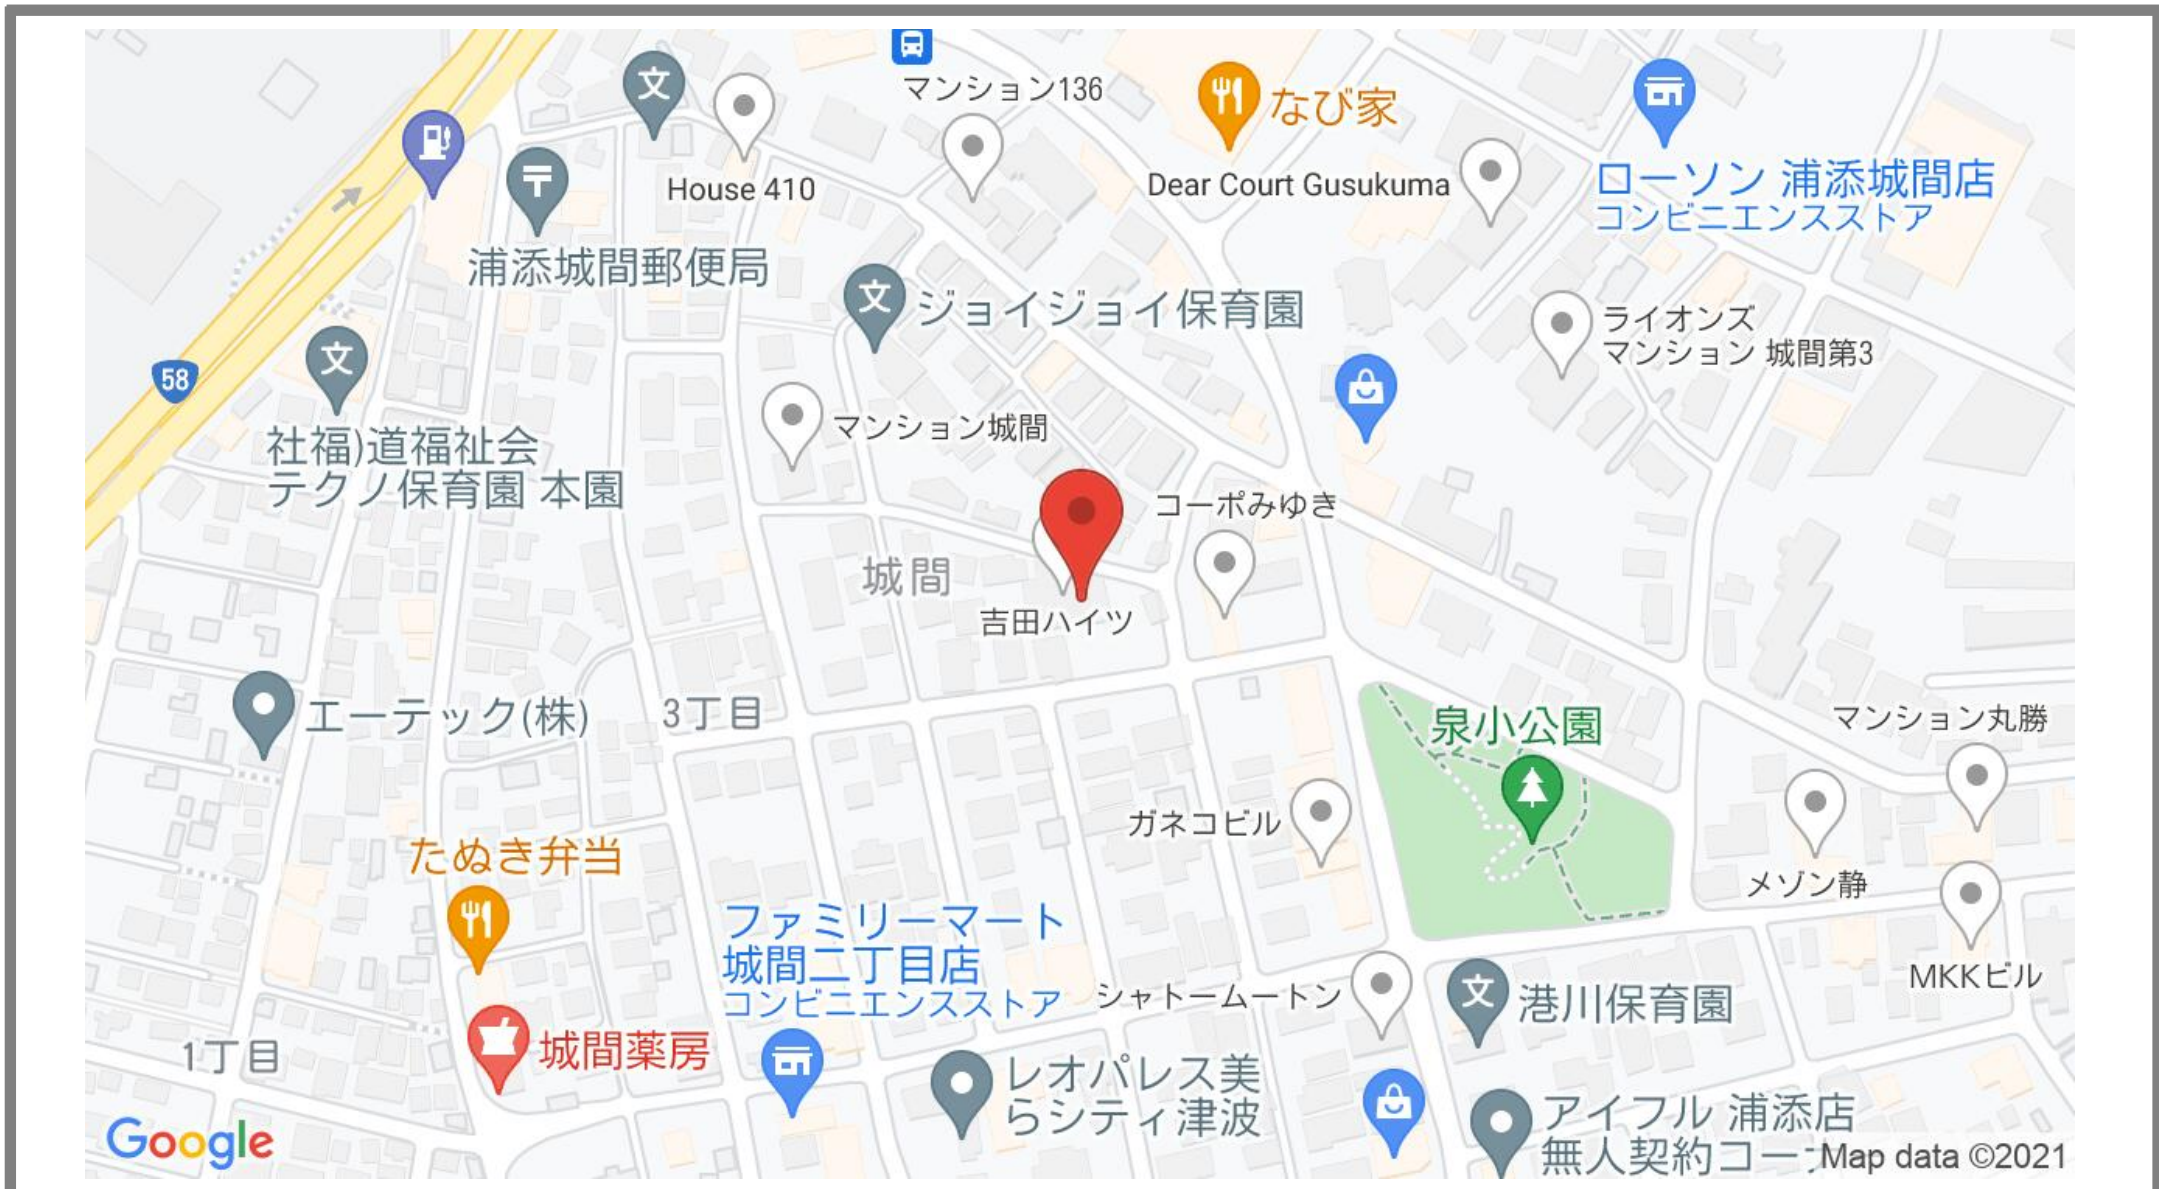 マンション136
なび家
House 410
Dear Court Gusukuma
ローソン 浦添城間店
コンビニエンスストア
浦添城間郵便局
ジョイジョイ保育園
ライオンズ
マンション 城間第3
58
社福)道福祉会
テクノ保育園 本園
マンション城間
コーポみゆき
城間
吉田ハイツ
エーテック(株)
3丁目
泉小公園
マンション丸勝
ガネコビル
たぬき弁当
メゾン静
ファミリーマート
城間二丁目店
コンビニエンスストア
シャトームートン
MKKビル
港川保育園
城間薬房
1丁目
レオパレス美
らシティ津波
アイフル 浦添店
無人契約コー
Google
Map data ©2021
文
文
文
文
〒